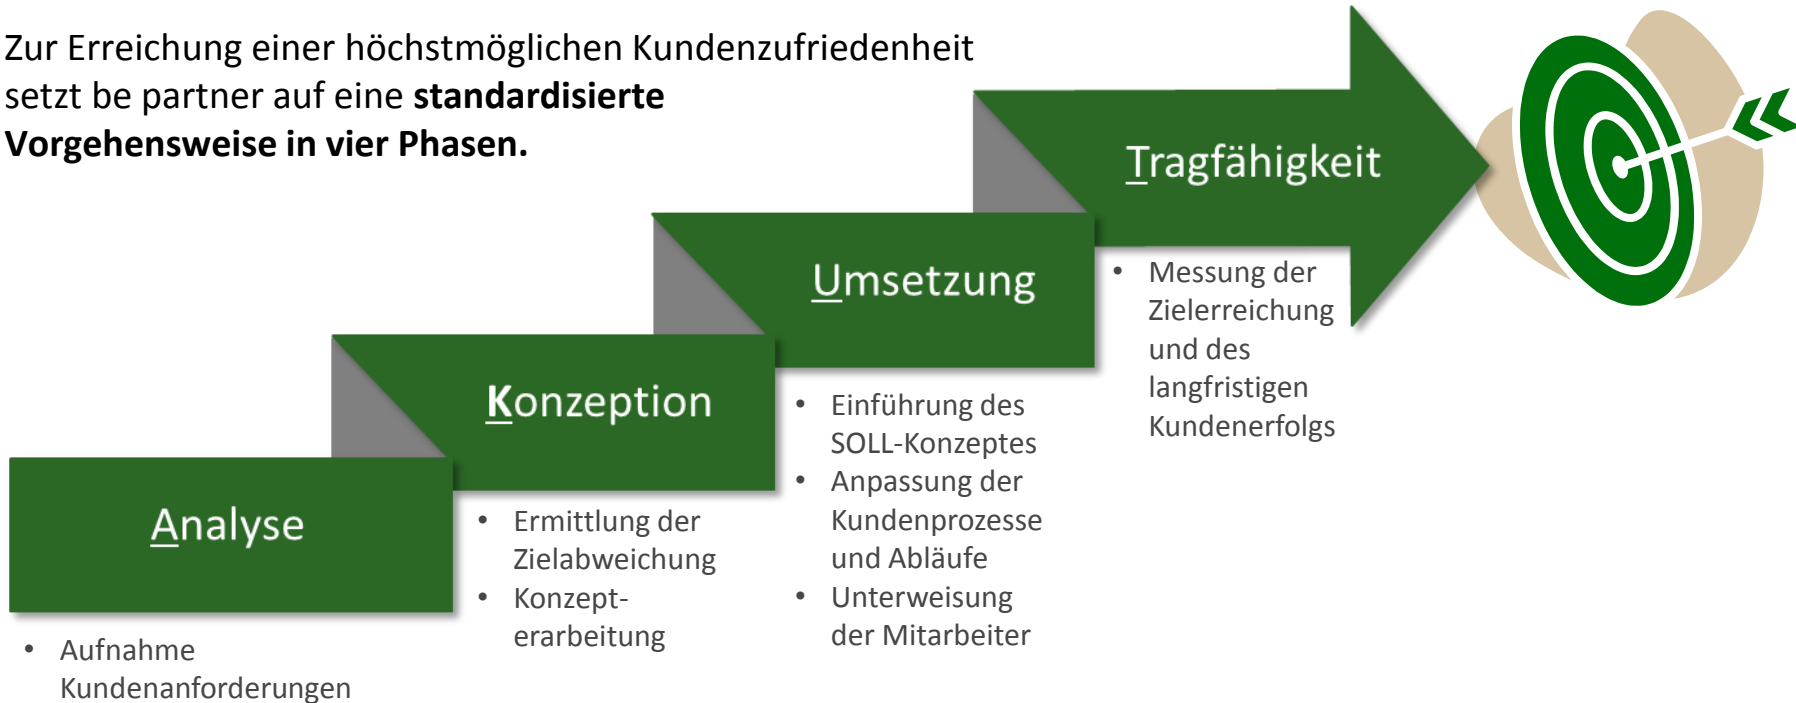 Zur Erreichung einer höchstmöglichen Kundenzufriedenheit
setzt be partner auf eine standardisierte
Vorgehensweise in vier Phasen.
Analyse
• Aufnahme
Kundenanforderungen
Konzeption
• Ermittlung der
Zielabweichung
• Konzept-
erarbeitung
Umsetzung
• Einführung des
SOLL-Konzeptes
• Anpassung der
Kundenprozesse
und Abläufe
• Unterweisung
der Mitarbeiter
Tragfähigkeit
• Messung der
Zielerreichung
und des
langfristigen
Kundenerfolgs